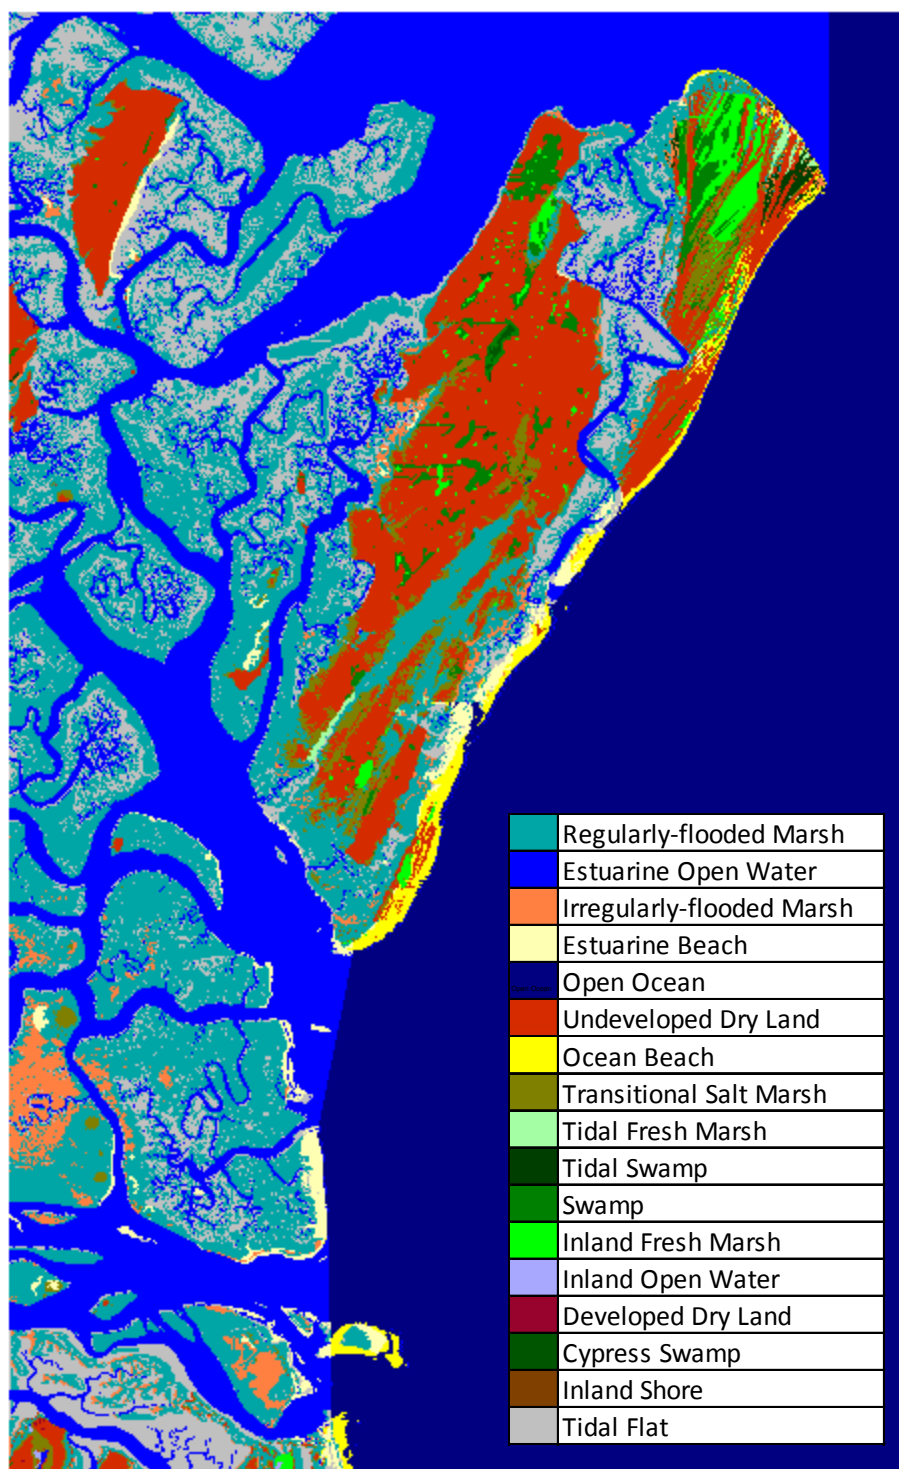 Regularly-flooded Marsh
Estuarine Open Water
Irregularly-flooded Marsh
Estuarine Beach
Open Ocean
Undeveloped Dry Land
Ocean Beach
Transitional Salt Marsh
Tidal Fresh Marsh
Tidal Swamp
Swamp
Inland Fresh Marsh
Inland Open Water
Developed Dry Land
Cypress Swamp
Inland Shore
Tidal Flat